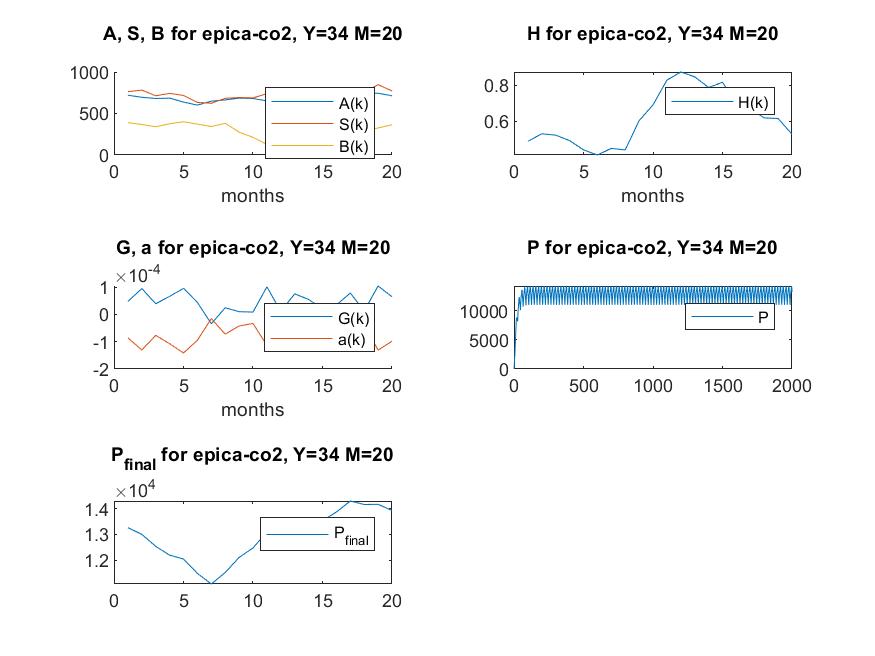 A, S, B for epica-co2, Y=34 M=20
1000
500
0
A(k)
S(k)
B(k)
0 5 10 15 20
months
H for epica-co2, Y=34 M=20
0.8
0.6
H(k)
0 5 10 15 20
months
G, a for epica-co2, Y=34 M=20
×10⁻⁴
1
0
-1
-2
G(k)
a(k)
0 5 10 15 20
months
P for epica-co2, Y=34 M=20
10000
5000
0
P
0 500 1000 1500 2000
P_final for epica-co2, Y=34 M=20
×10⁴
1.4
1.3
1.2
P_final
0 5 10 15 20